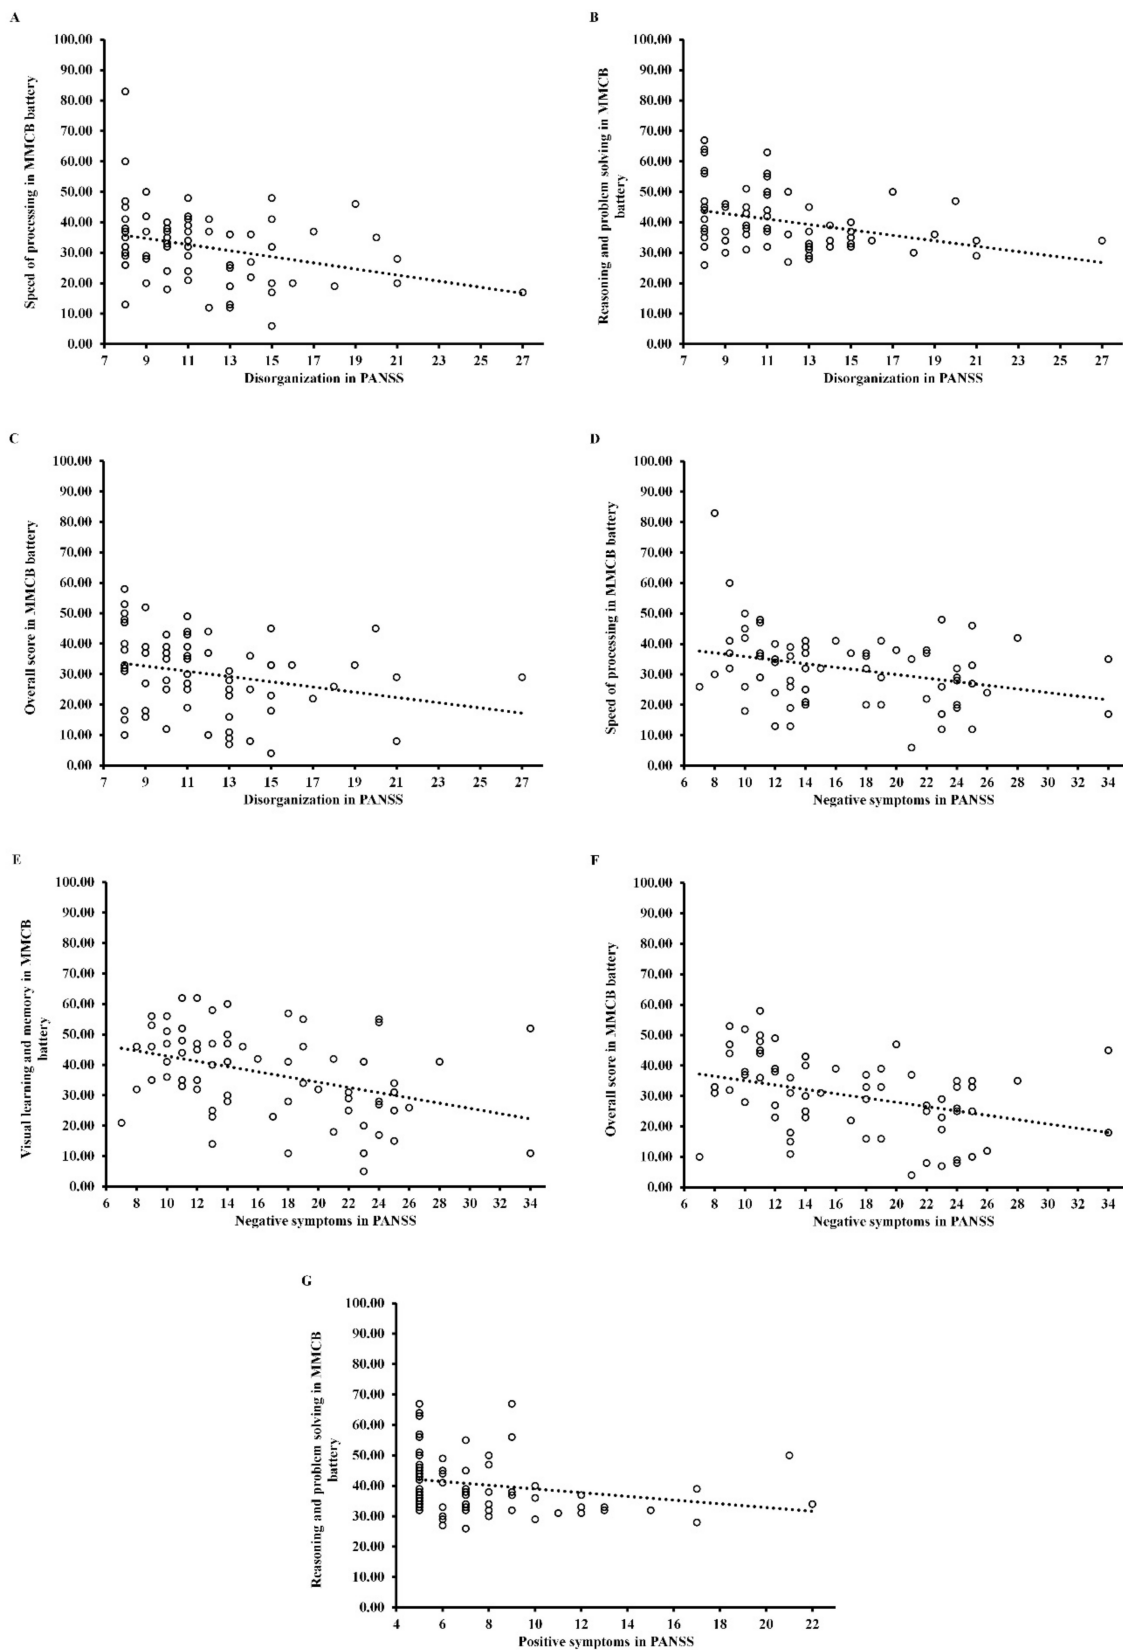 A
B
Speed of processing in MMCB battery
100.00
90.00
80.00
70.00
60.00
50.00
40.00
30.00
20.00
10.00
0.00
7 9 11 13 15 17 19 21 23 25 27
Disorganization in PANSS
Reasoning and problem solving in MMCB
battery
100.00
90.00
80.00
70.00
60.00
50.00
40.00
30.00
20.00
10.00
0.00
7 9 11 13 15 17 19 21 23 25 27
Disorganization in PANSS
C
D
Overall score in MMCB battery
100.00
90.00
80.00
70.00
60.00
50.00
40.00
30.00
20.00
10.00
0.00
7 9 11 13 15 17 19 21 23 25 27
Disorganization in PANSS
Speed of processing in MMCB battery
100.00
90.00
80.00
70.00
60.00
50.00
40.00
30.00
20.00
10.00
0.00
6 8 10 12 14 16 18 20 22 24 26 28 30 32 34
Negative symptoms in PANSS
E
F
Visual learning and memory in MMCB
battery
100.00
90.00
80.00
70.00
60.00
50.00
40.00
30.00
20.00
10.00
0.00
6 8 10 12 14 16 18 20 22 24 26 28 30 32 34
Negative symptoms in PANSS
Overall score in MMCB battery
100.00
90.00
80.00
70.00
60.00
50.00
40.00
30.00
20.00
10.00
0.00
6 8 10 12 14 16 18 20 22 24 26 28 30 32 34
Negative symptoms in PANSS
G
Reasoning and problem solving in MMCB
battery
100.00
90.00
80.00
70.00
60.00
50.00
40.00
30.00
20.00
10.00
0.00
4 6 8 10 12 14 16 18 20 22
Positive symptoms in PANSS